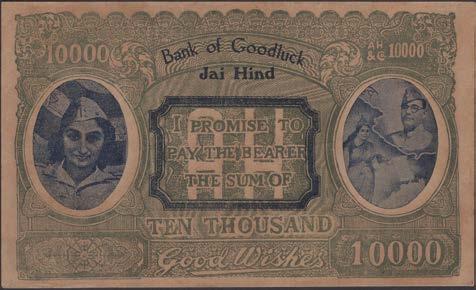 10000
Bank of Goodluck
AH
& G 10000
Jai Hind
I PROMISE TO
PAY THE BEARER
THE SUM OF
TEN THOUSAND
Good Wishes
10000